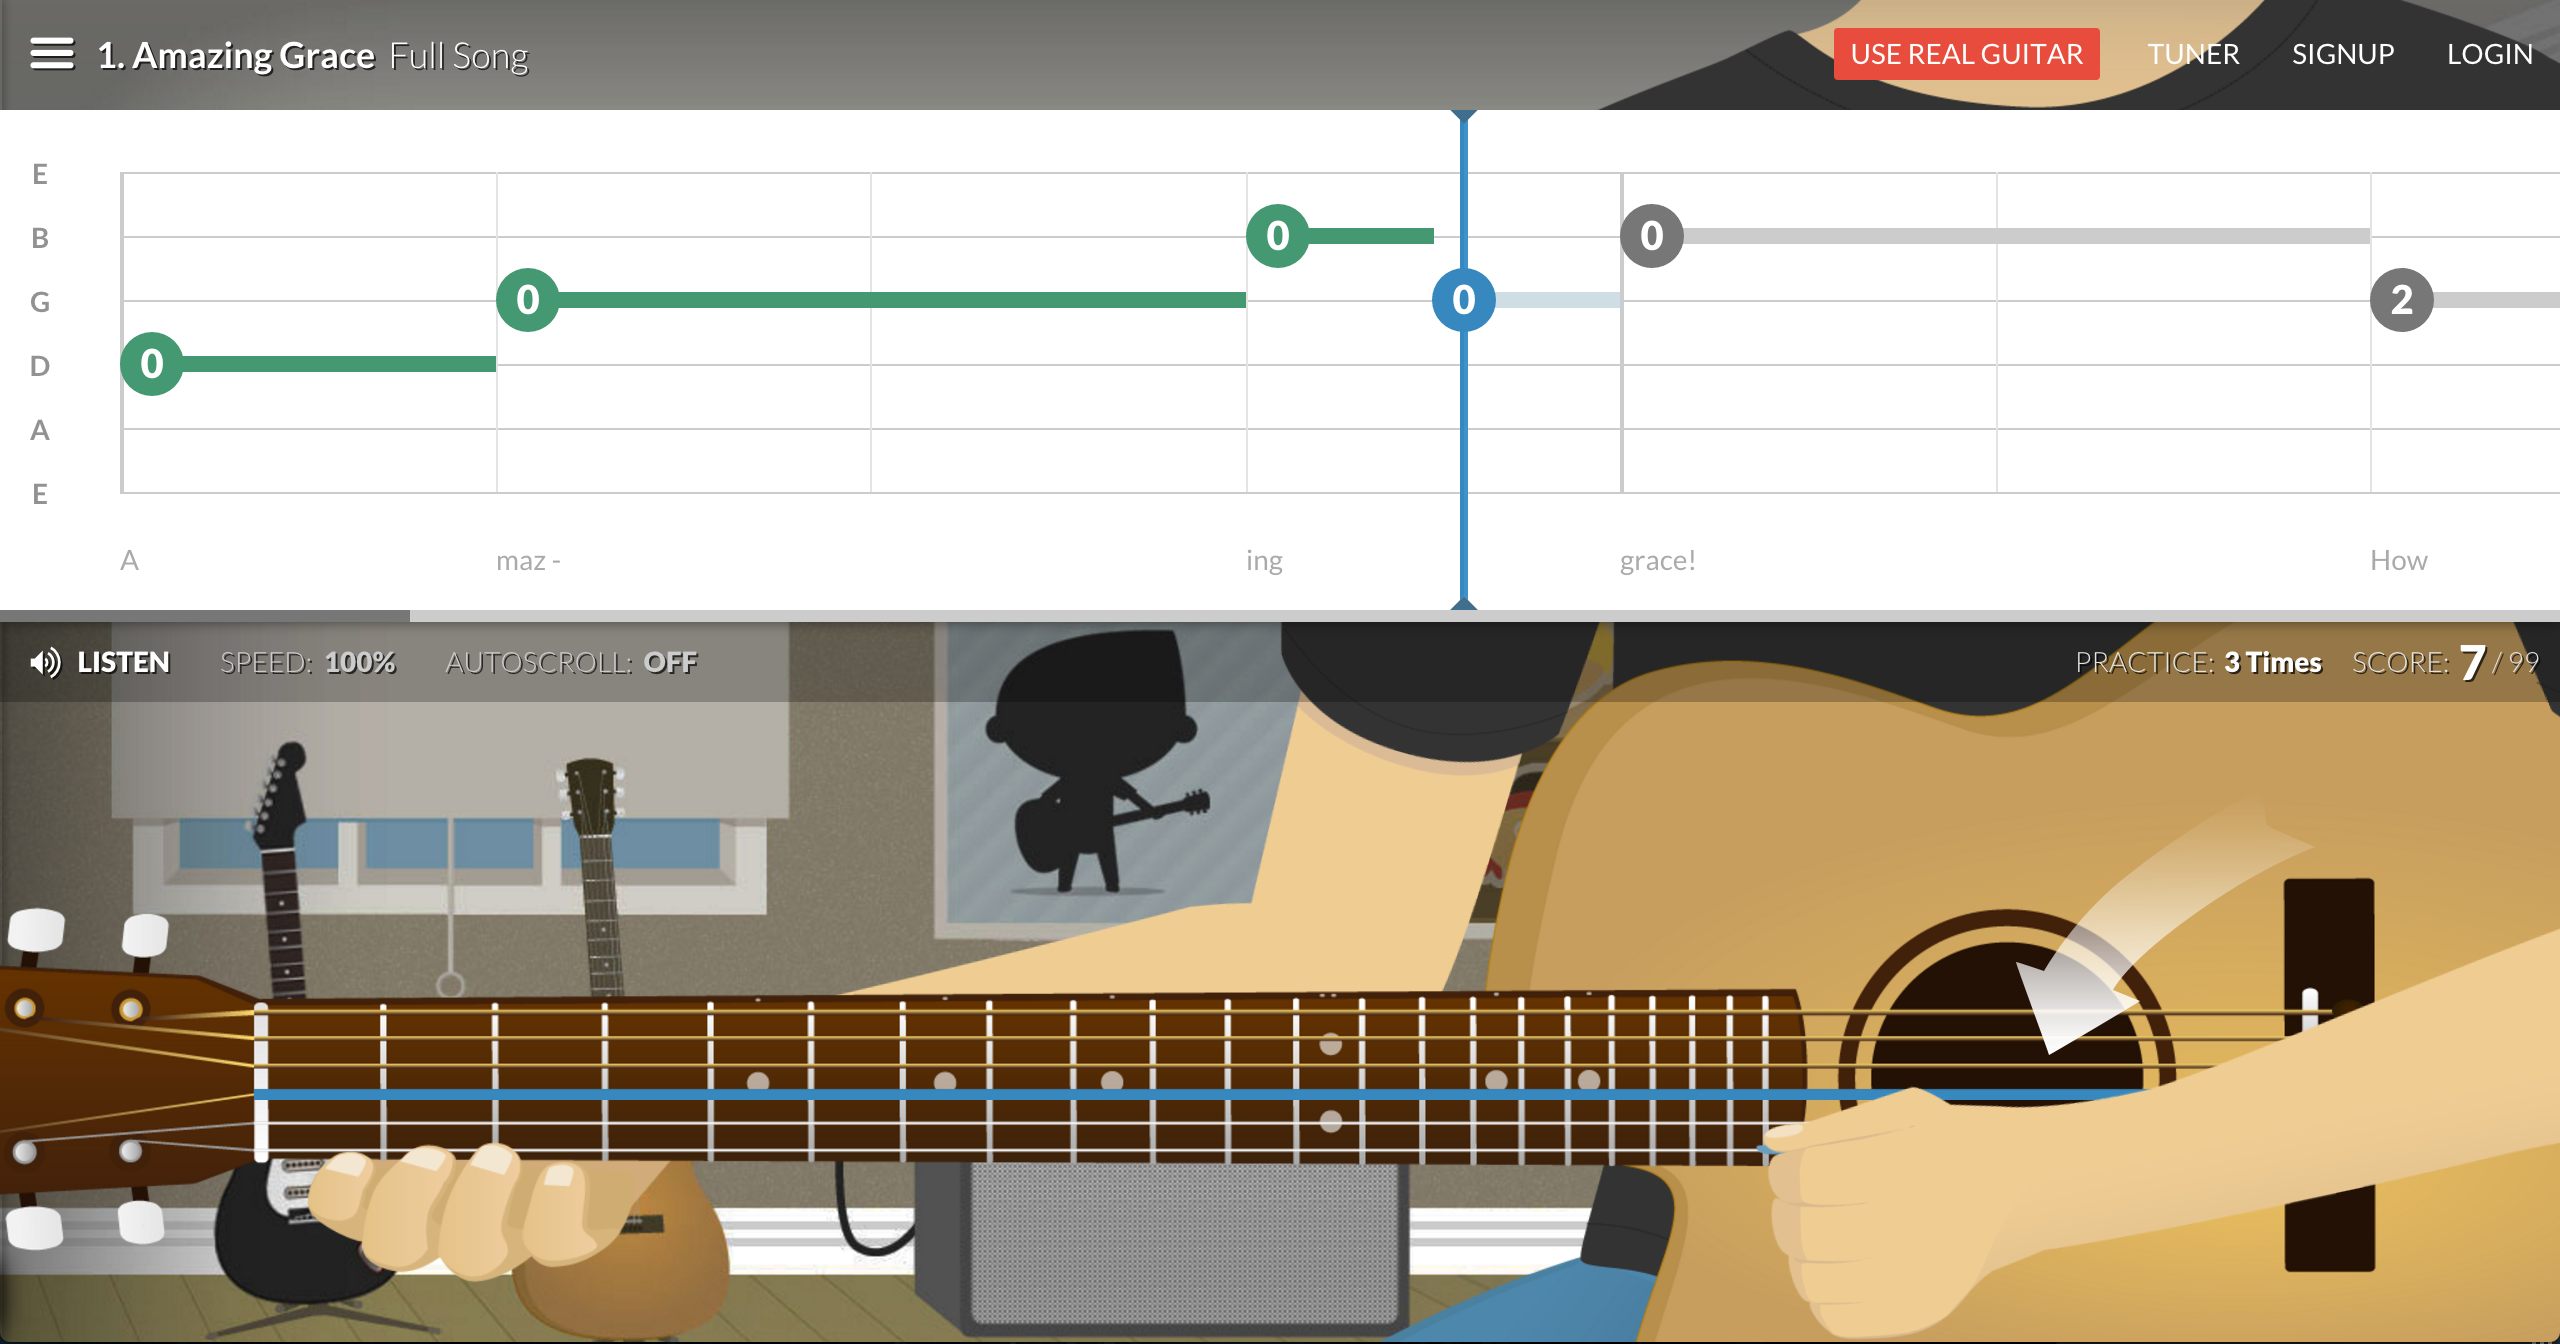 1. Amazing Grace Full Song
USE REAL GUITAR TUNER SIGNUP LOGIN
E
B 0 0
G 0 0 2
D 0
A
E
A maz - ing grace! How
LISTEN SPEED: 100% AUTOSCROLL: OFF PRACTICE: 3 Times SCORE: 7 / 99